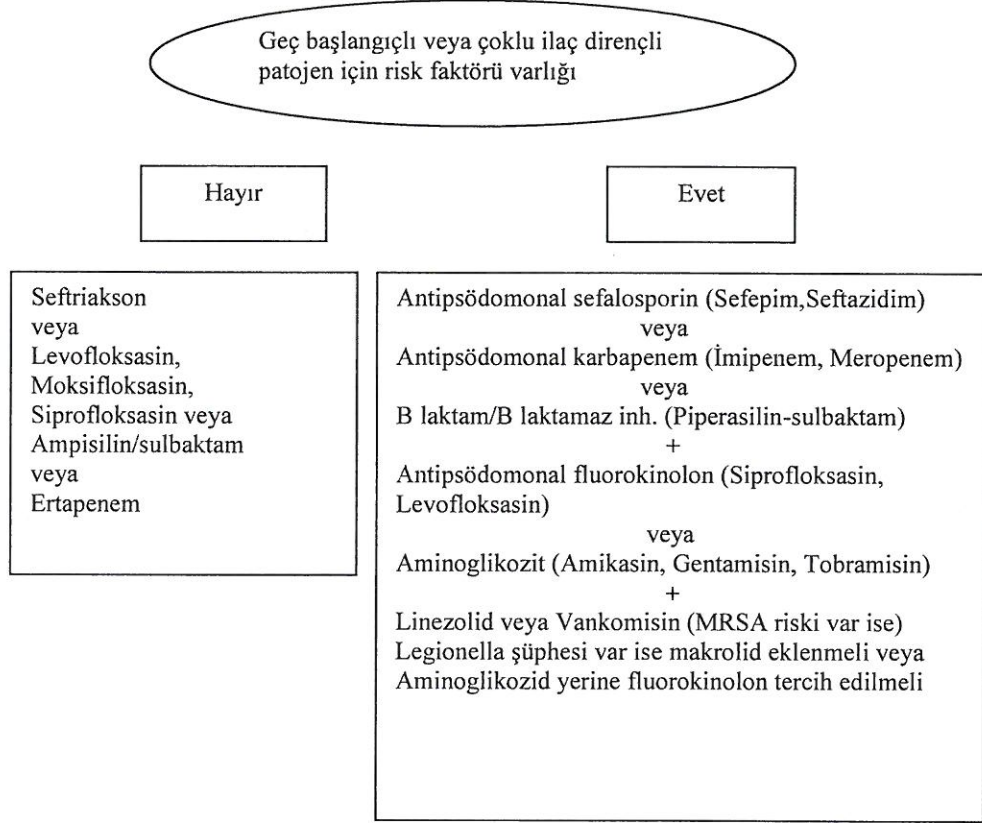 Geç başlangıçlı veya çoklu ilaç dirençli
patojen için risk faktörü varlığı
Hayır
Evet
Seftriakson
veya
Levofloksasin,
Moksifloksasin,
Siprofloksasin veya
Ampisilin/sulbaktam
veya
Ertapenem
Antipsödomonal sefalosporin (Sefepim,Seftazidim)
veya
Antipsödomonal karbapenem (İmipenem, Meropenem)
veya
B laktam/B laktamaz inh. (Piperasilin-sulbaktam)
+
Antipsödomonal fluorokinolon (Siprofloksasin,
Levofloksasin)
veya
Aminoglikozit (Amikasin, Gentamisin, Tobramisin)
+
Linezolid veya Vankomisin (MRSA riski var ise)
Legionella şüphesi var ise makrolid eklenmeli veya
Aminoglikozid yerine fluorokinolon tercih edilmeli